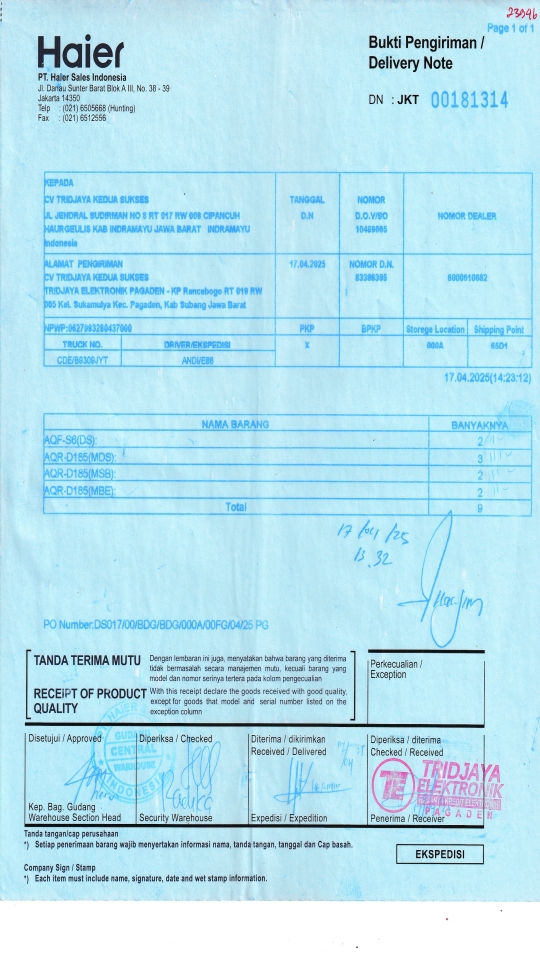 23996
Page 1 of 1
Haier
Bukti Pengiriman /
Delivery Note
PT. Haier Sales Indonesia
Jl. Danau Sunter Barat Blok A III, No. 38 - 39
Jakarta 14350
Telp : (021) 6505668 (Hunting)
Fax : (021) 6512556
DN : JKT 00181314
KEPADA
CV TRIDJAYA KEDUA SUKSES
JL JENDRAL SUDIRMAN NO 8 RT 017 RW 008 CIPANCUH
HAURGEULIS KAB INDRAMAYU JAWA BARAT INDRAMAYU
Indonesia
TANGGAL
D.N
NOMOR
D.O.V/SO
NOMOR DEALER
ALAMAT PENGIRIMAN
CV TRIDJAYA KEDUA SUKSES
TRIDJAYA ELEKTRONIK PAGADEN - KP Rancabogo RT 019 RW
005 Kel. Sukamulya Kec. Pagaden, Kab Subang Jawa Barat
17.04.2025
NOMOR D.N.
PKP
BPKP
Storege Location
Shipping Point
TRUCK NO.
DRIVER/EKSPEDISI
X
000A
CDE/B9309JYT
17.04.2025(14:23:12)
NAMA BARANG
BANYAKNYA
AQF-S6(DS): 2
AQR-D185(MDS): 3
AQR-D185(MSB): 2
AQR-D185(MBE): 2
Total 9
PO Number:DS017/00/BDG/BDG/000A/00FG/04/25 PG
TANDA TERIMA MUTU
Dengan lembaran ini juga, menyatakan bahwa barang yang diterima
tidak bermasalah secara manajemen mutu, kecuali barang yang
model dan nomor serinya tertera pada kolom pengecualian
RECEIPT OF PRODUCT
QUALITY
With this receipt declare the goods received with good quality,
except for goods that model and serial number listed on the
exception column
Perkecualian /
Exception
Disetujui / Approved
Diperiksa / Checked
Diterima / dikirimkan
Received / Delivered
Diperiksa / diterima
Checked / Received
CENTRAL
WAREHOUSE
INDONESIA
TE TRIDJAYA
ELEKTRONIK
PAGADEN
Kep. Bag. Gudang
Warehouse Section Head
Security Warehouse
Expedisi / Expedition
Penerima / Receiver
Tanda tangan/cap perusahaan
*) Setiap penerimaan barang wajib menyertakan informasi nama, tanda tangan, tanggal dan Cap basah.
EKSPEDISI
Company Sign / Stamp
*) Each item must include name, signature, date and wet stamp information.